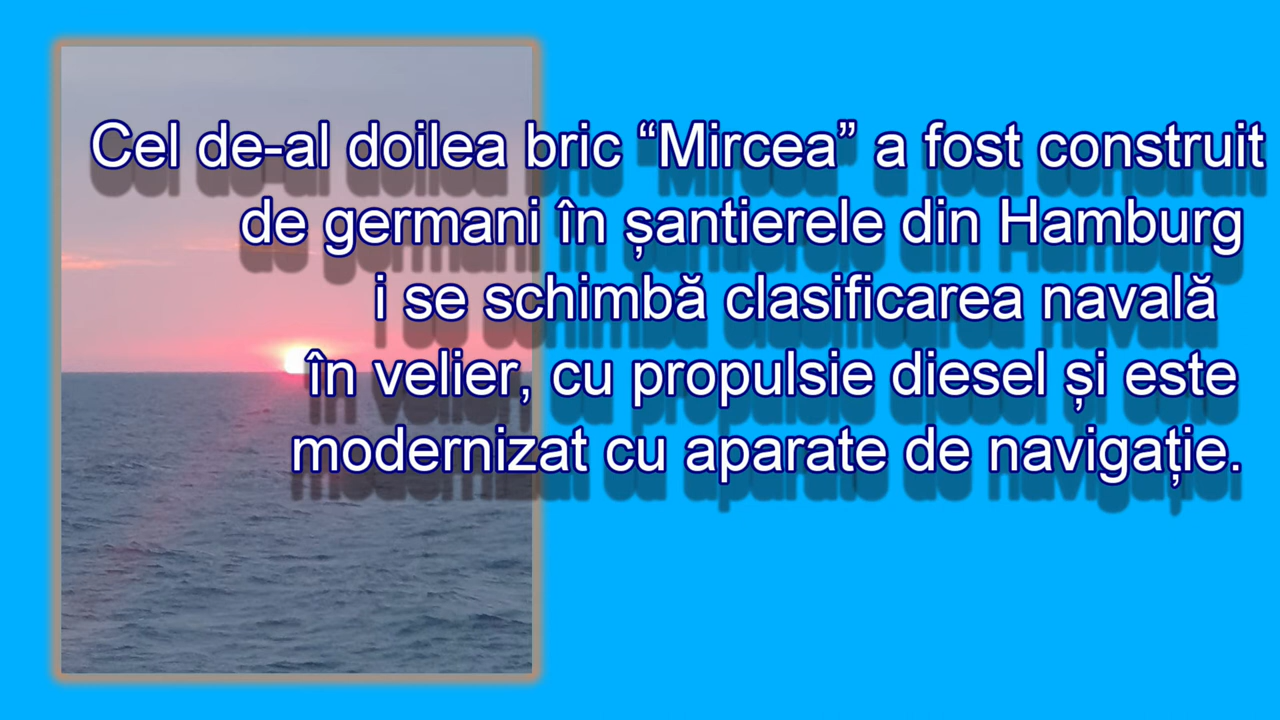 Cel de-al doilea bric “Mircea” a fost construit
de germani în șantierele din Hamburg
i se schimbă clasificarea navală
în velier, cu propulsie diesel și este
modernizat cu aparate de navigație.